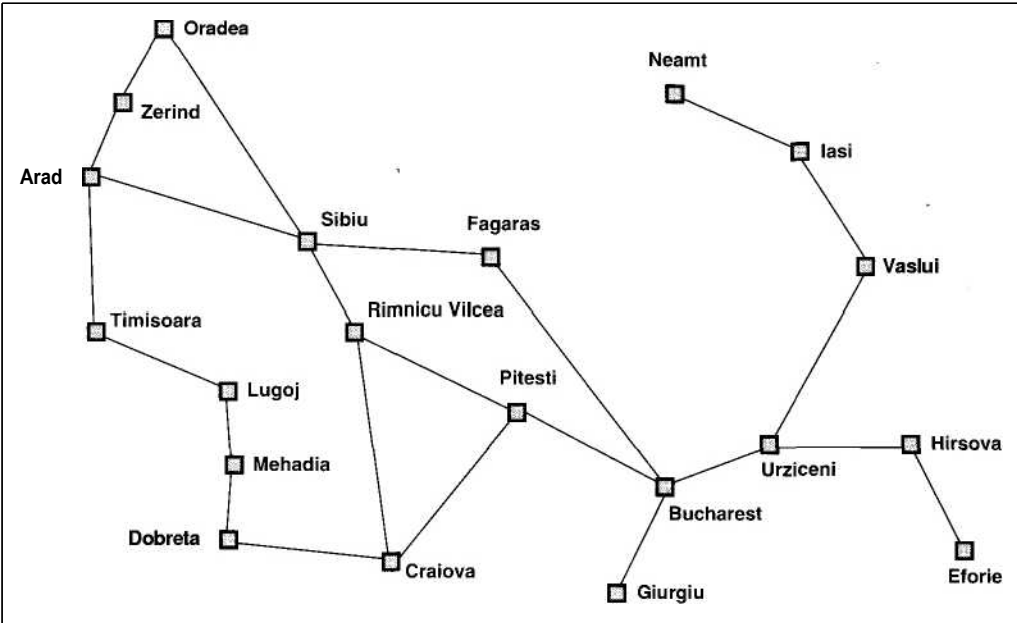 Oradea
Neamt
Zerind
Iasi
Arad
Sibiu
Fagaras
Vaslui
Rimnicu Vilcea
Timisoara
Pitesti
Lugoj
Hirsova
Mehadia
Urziceni
Bucharest
Dobreta
Craiova
Eforie
Giurgiu